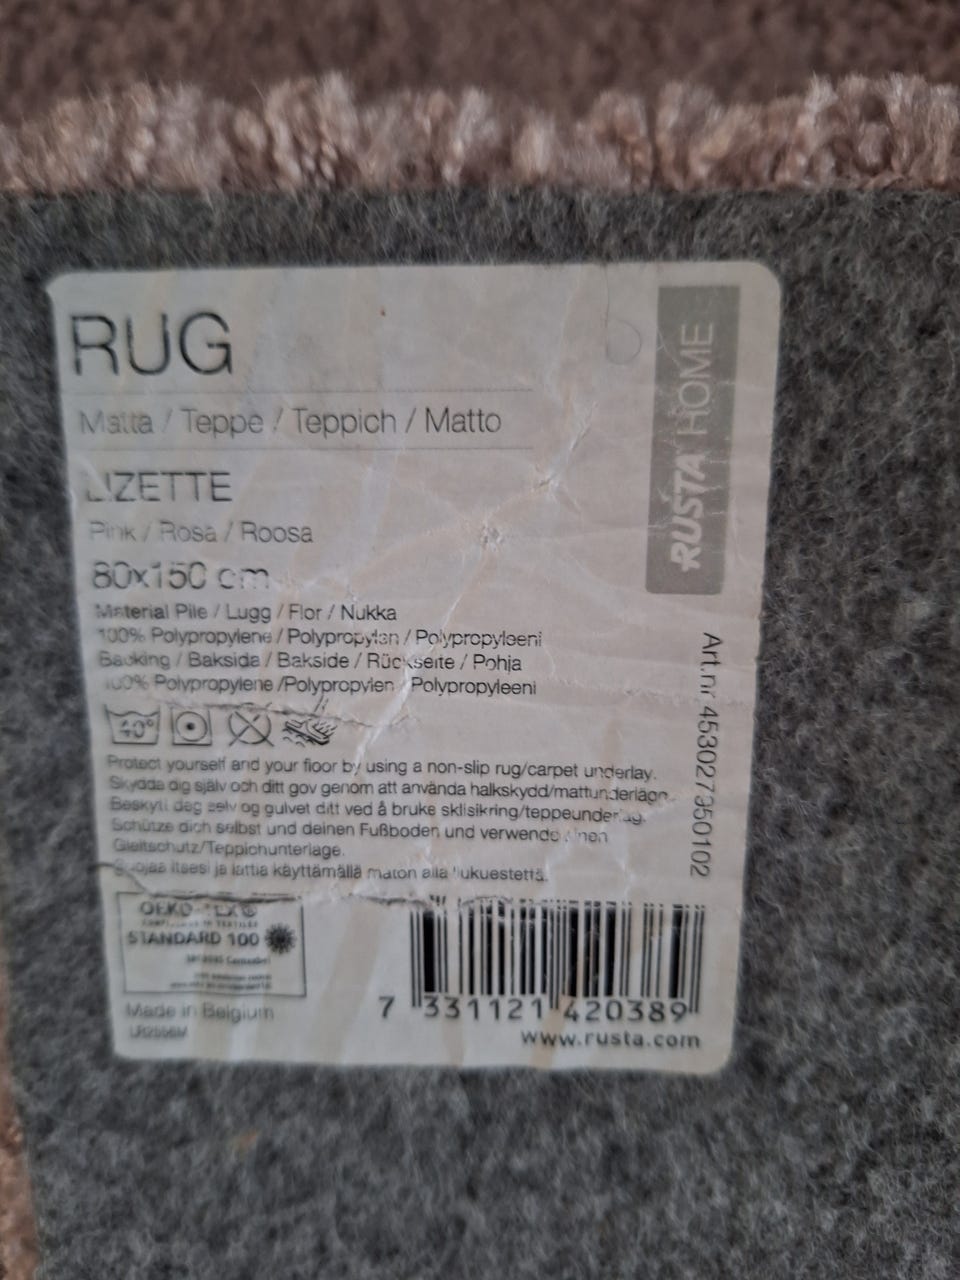 RUG
Matta / Teppe / Teppich / Matto
LIZETTE
Pink / Rosa / Roosa
80x150 cm
Material Pile / Lugg / Flor / Nukka
100% Polypropylene / Polypropylen / Polypropyleeni
Backing / Baksida / Bakside / Rückseite / Pohja
100% Polypropylene /Polypropylen / Polypropyleeni
40°
Protect yourself and your floor by using a non-slip rug/carpet underlay.
Skydda dig själv och ditt gov genom att använda halkskydd/mattunderlägg.
Beskytt deg selv og gulvet ditt ved å bruke sklisikring/teppeunderlag.
Schütze dich selbst und deinen Fußboden und verwende einen
Gleitschutz/Teppichunterlage.
Suojaa itsesi ja lattia käyttämällä maton alla liukuestettä.
OEKO-TEX®
STANDARD 100
Made in Belgium
7 331121 420389
www.rusta.com
RUSTA HOME
Art.nr 453027350102